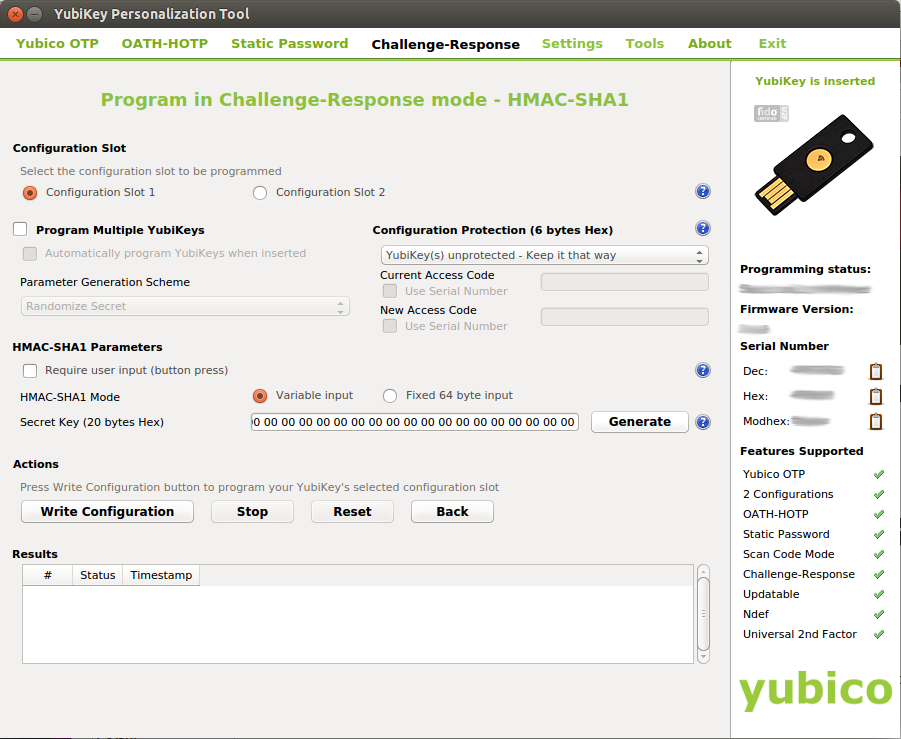 YubiKey Personalization Tool
Yubico OTP OATH-HOTP Static Password Challenge-Response Settings Tools About Exit
Program in Challenge-Response mode - HMAC-SHA1
Configuration Slot
Select the configuration slot to be programmed
Configuration Slot 1 Configuration Slot 2 ?
Program Multiple YubiKeys
Automatically program YubiKeys when inserted
Parameter Generation Scheme
Randomize Secret
Configuration Protection (6 bytes Hex) ?
YubiKey(s) unprotected - Keep it that way
Current Access Code
Use Serial Number
New Access Code
Use Serial Number
HMAC-SHA1 Parameters
Require user input (button press) ?
HMAC-SHA1 Mode Variable input Fixed 64 byte input
Secret Key (20 bytes Hex) 00 00 00 00 00 00 00 00 00 00 00 00 00 00 00 00 00 00 00 Generate ?
Actions
Press Write Configuration button to program your YubiKey's selected configuration slot
Write Configuration Stop Reset Back
Results
# Status Timestamp
YubiKey is inserted
fido
Programming status:
Firmware Version:
Serial Number
Dec:
Hex:
Modhex:
Features Supported
Yubico OTP
2 Configurations
OATH-HOTP
Static Password
Scan Code Mode
Challenge-Response
Updatable
Ndef
Universal 2nd Factor
yubico